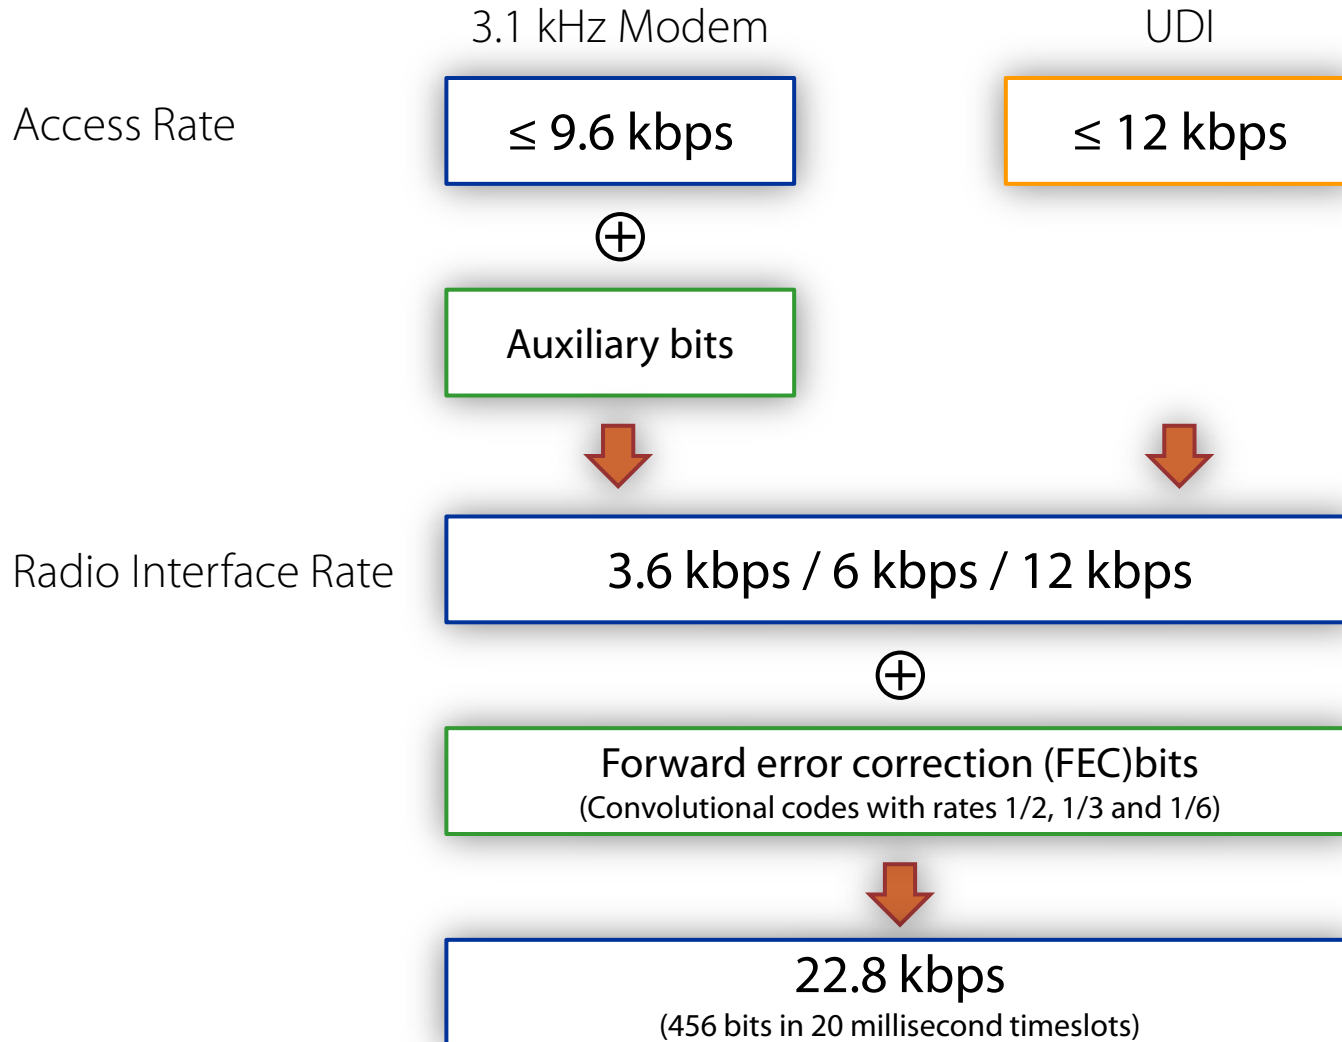 3.1 kHz Modem
UDI
Access Rate
≤ 9.6 kbps
≤ 12 kbps
Auxiliary bits
Radio Interface Rate
3.6 kbps / 6 kbps / 12 kbps
Forward error correction (FEC)bits
(Convolutional codes with rates 1/2, 1/3 and 1/6)
22.8 kbps
(456 bits in 20 millisecond timeslots)